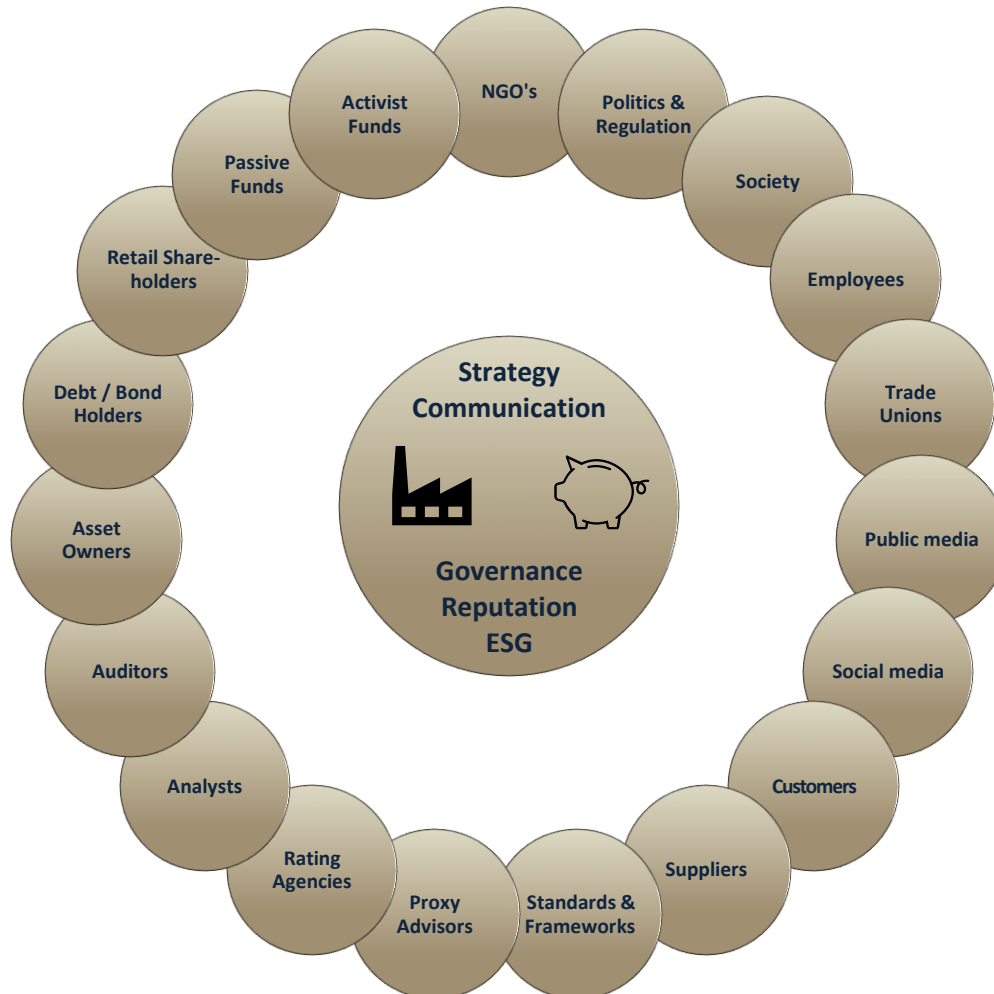 NGO's
Politics &
Regulation
Society
Employees
Trade
Unions
Public media
Social media
Customers
Suppliers
Standards &
Frameworks
Proxy
Advisors
Rating
Agencies
Analysts
Auditors
Asset
Owners
Debt / Bond
Holders
Retail Share-
holders
Passive
Funds
Activist
Funds
Strategy
Communication
Governance
Reputation
ESG